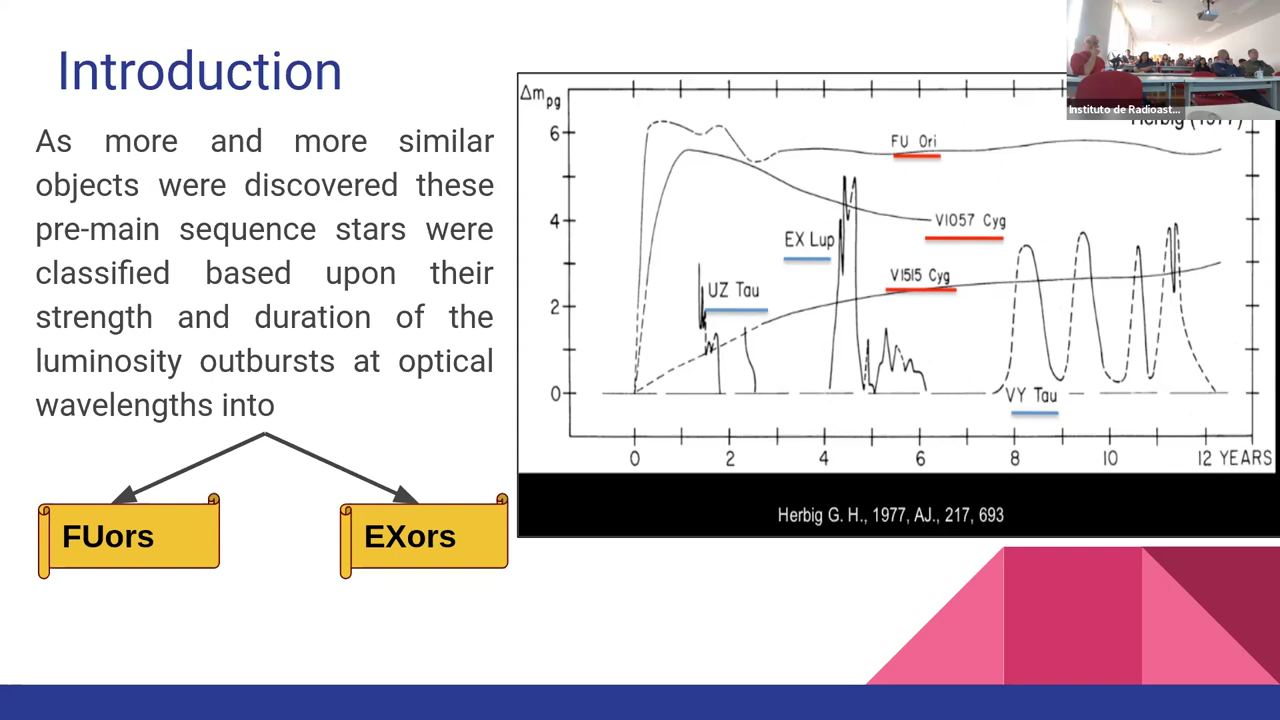 Introduction
As more and more similar
objects were discovered these
pre-main sequence stars were
classified based upon their
strength and duration of the
luminosity outbursts at optical
wavelengths into
FUors
EXors
Δmpg
6
4
2
0
FU Ori
V1057 Cyg
EX Lup
V1515 Cyg
UZ Tau
VY Tau
0 2 4 6 8 10 12 YEARS
Herbig G. H., 1977, AJ., 217, 693
Instituto de Radioast...